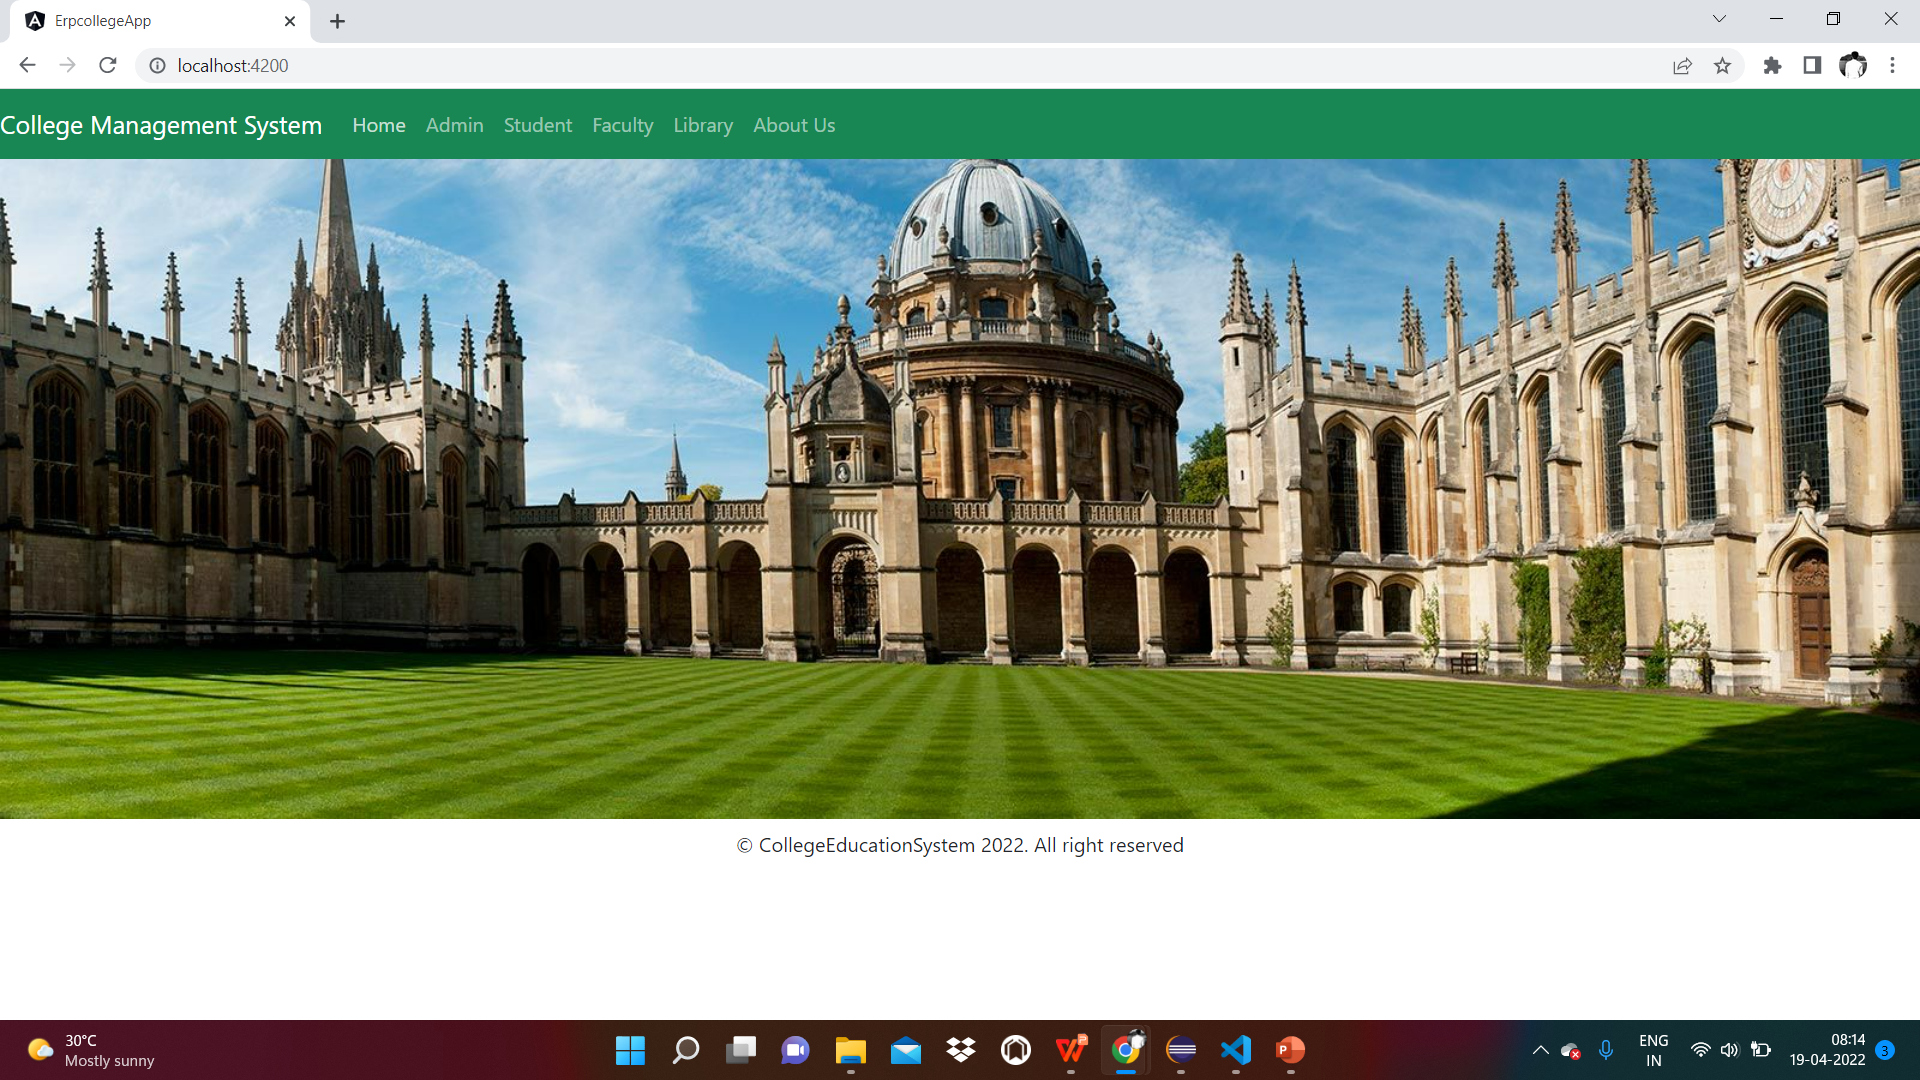 ErpcollegeApp
localhost:4200
College Management System Home Admin Student Faculty Library About Us
© CollegeEducationSystem 2022. All right reserved
30°C
Mostly sunny
ENG
IN
08:14
19-04-2022
3